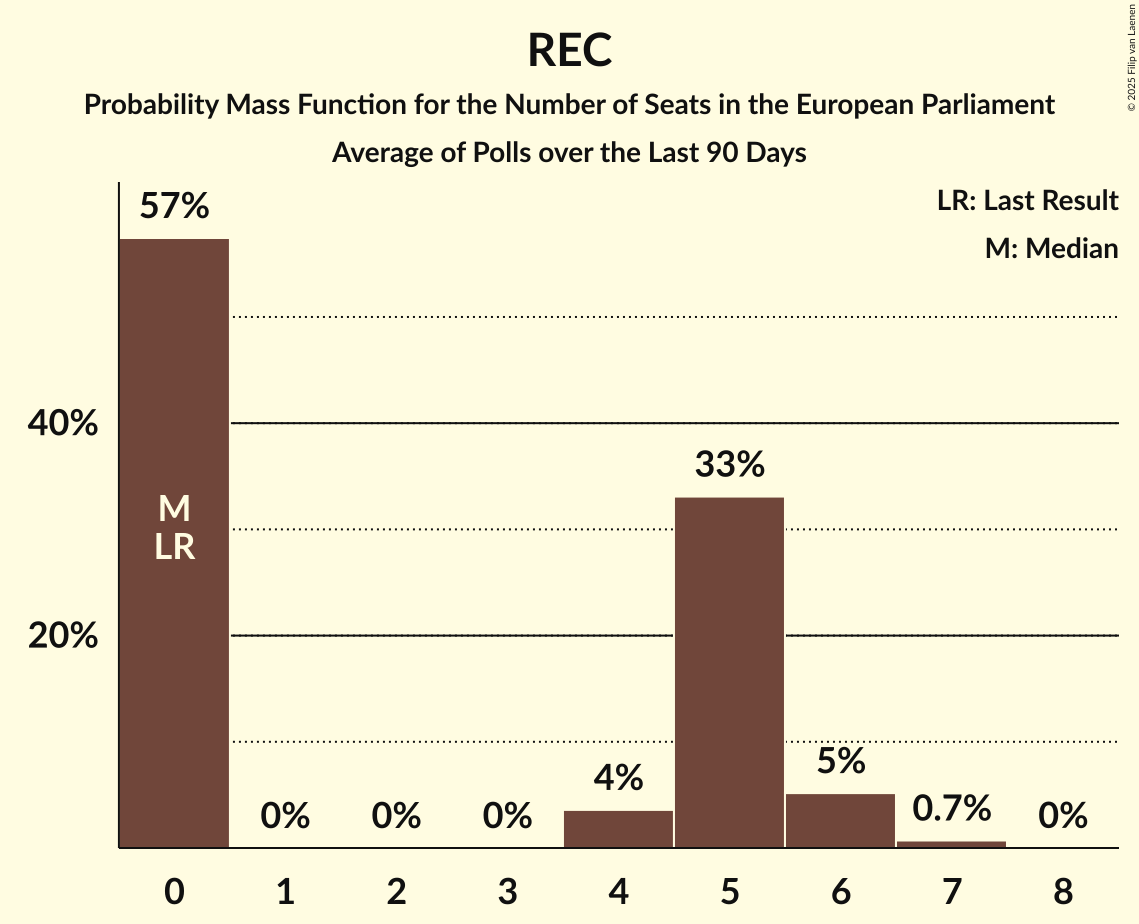 REC
Probability Mass Function for the Number of Seats in the European Parliament
Average of Polls over the Last 90 Days
© 2025 Filip van Laenen
LR: Last Result
M: Median
57%
40%
33%
M
LR
20%
5%
4%
0.7%
0%
0%
0%
0%
0
1
2
3
4
5
6
7
8